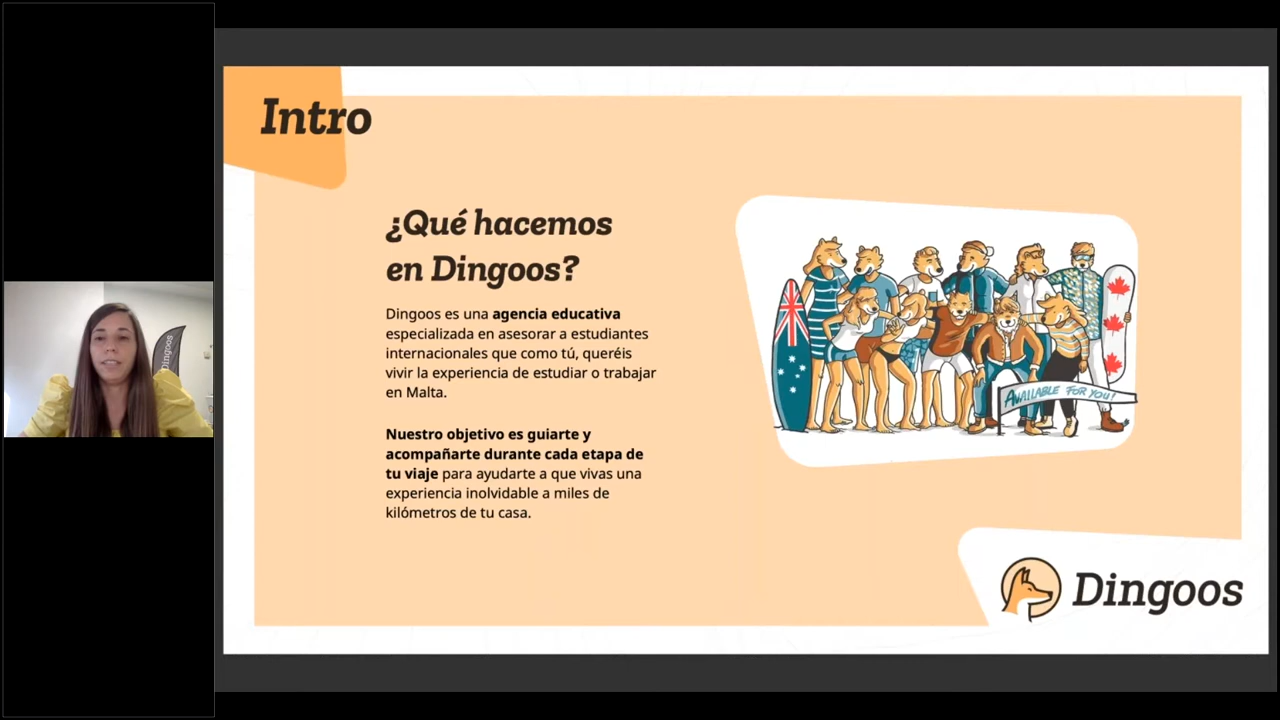 Intro
¿Qué hacemos
en Dingoos?
Dingoos es una agencia educativa
especializada en asesorar a estudiantes
internacionales que como tú, queréis
vivir la experiencia de estudiar o trabajar
en Malta.
Nuestro objetivo es guiarte y
acompañarte durante cada etapa de
tu viaje para ayudarte a que vivas una
experiencia inolvidable a miles de
kilómetros de tu casa.
AVAILABLE FOR YOU!
Dingoos
Dingoos